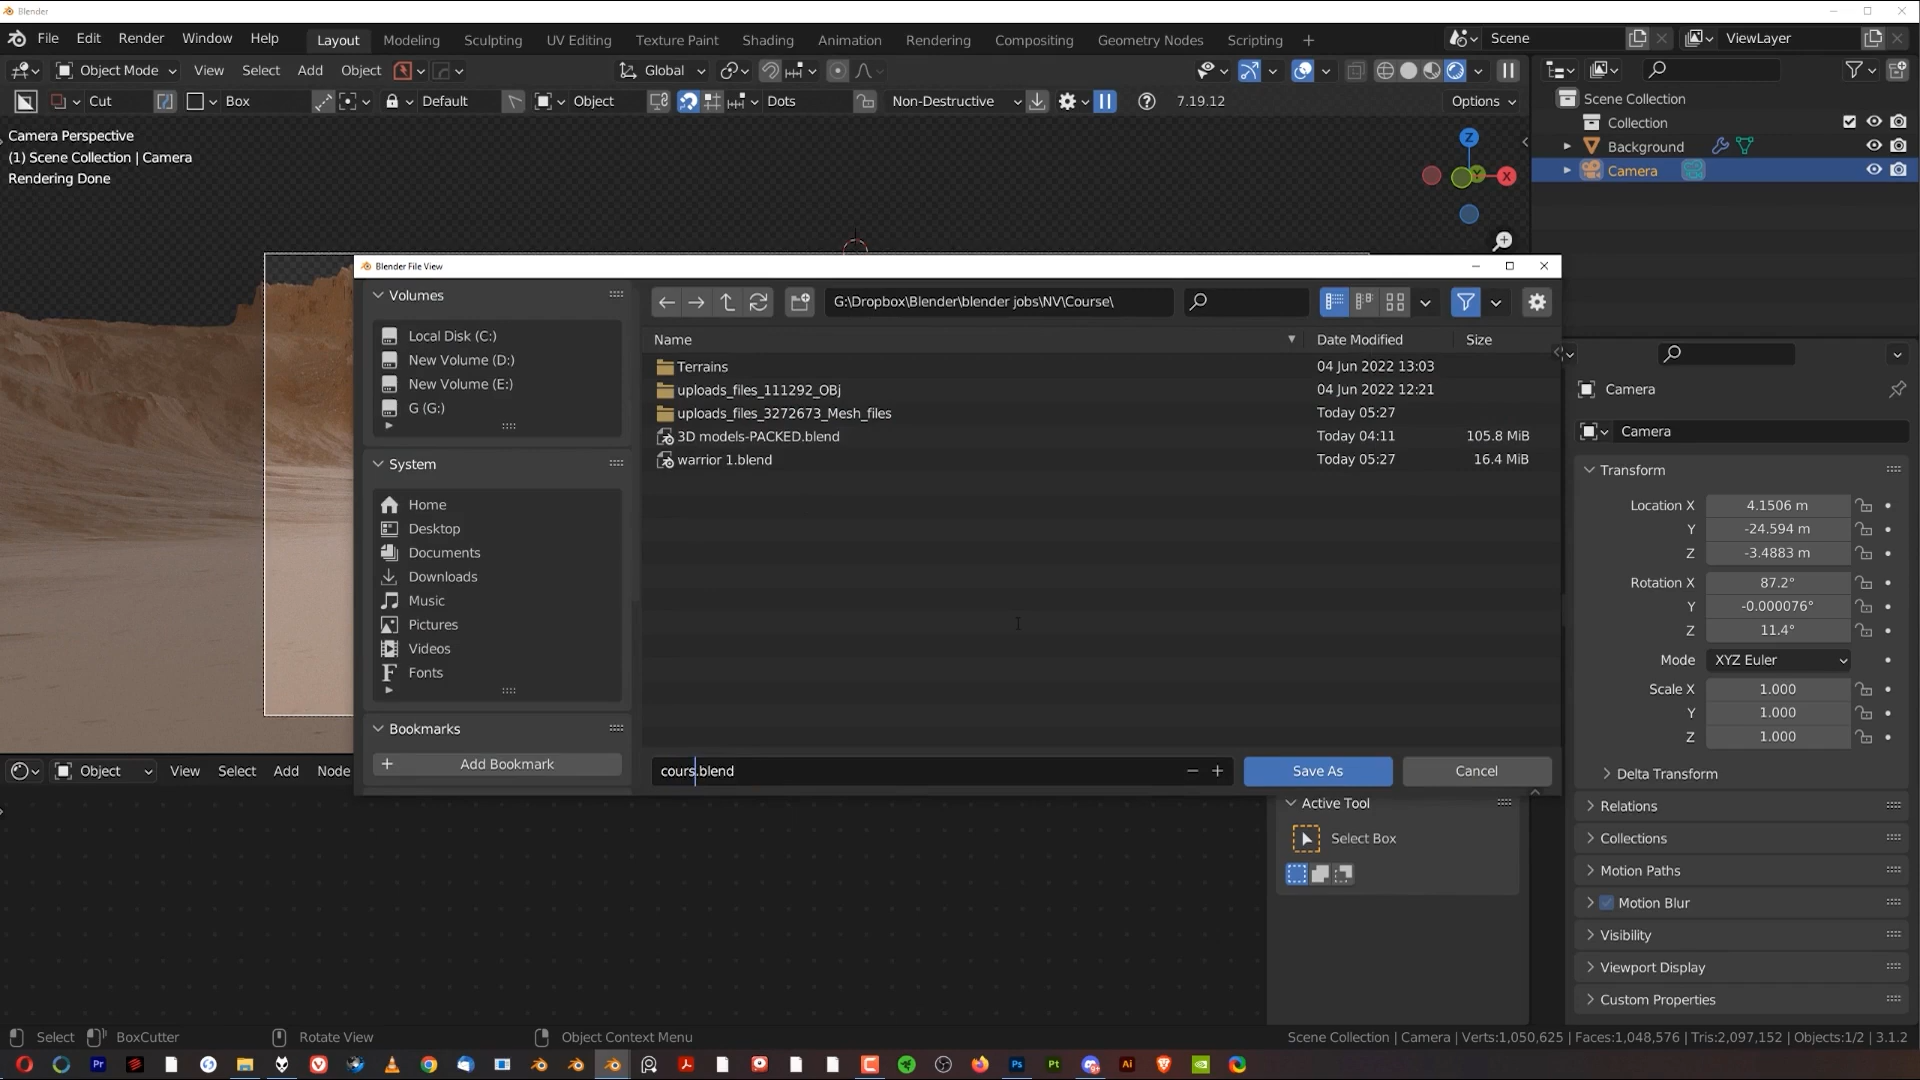 Blender
File Edit Render Window Help Layout Modeling Sculpting UV Editing Texture Paint Shading Animation Rendering Compositing Geometry Nodes Scripting + Scene ViewLayer
Object Mode View Select Add Object Global
Cut Box Default Object Dots Non-Destructive 7.19.12 Options
Scene Collection
Collection
Background
Camera
Camera Perspective
(1) Scene Collection | Camera
Rendering Done
Z
Y
X
Blender File View
Volumes
Local Disk (C:)
New Volume (D:)
New Volume (E:)
G (G:)
System
Home
Desktop
Documents
Downloads
Music
Pictures
Videos
Fonts
Bookmarks
Add Bookmark
G:\Dropbox\Blender\blender jobs\NV\Course\
Name Date Modified Size
Terrains 04 Jun 2022 13:03
uploads_files_111292_OBj 04 Jun 2022 12:21
uploads_files_3272673_Mesh_files Today 05:27
3D models-PACKED.blend Today 04:11 105.8 MiB
warrior 1.blend Today 05:27 16.4 MiB
cours.blend Save As Cancel
Camera
Camera
Transform
Location X 4.1506 m
Y -24.594 m
Z -3.4883 m
Rotation X 87.2°
Y -0.000076°
Z 11.4°
Mode XYZ Euler
Scale X 1.000
Y 1.000
Z 1.000
Delta Transform
Relations
Collections
Motion Paths
Motion Blur
Visibility
Viewport Display
Custom Properties
Object View Select Add Node
Active Tool
Select Box
Select BoxCutter Rotate View Object Context Menu
Scene Collection | Camera | Verts:1,050,625 | Faces:1,048,576 | Tris:2,097,152 | Objects:1/2 | 3.1.2
Pr Ps Pt Ai